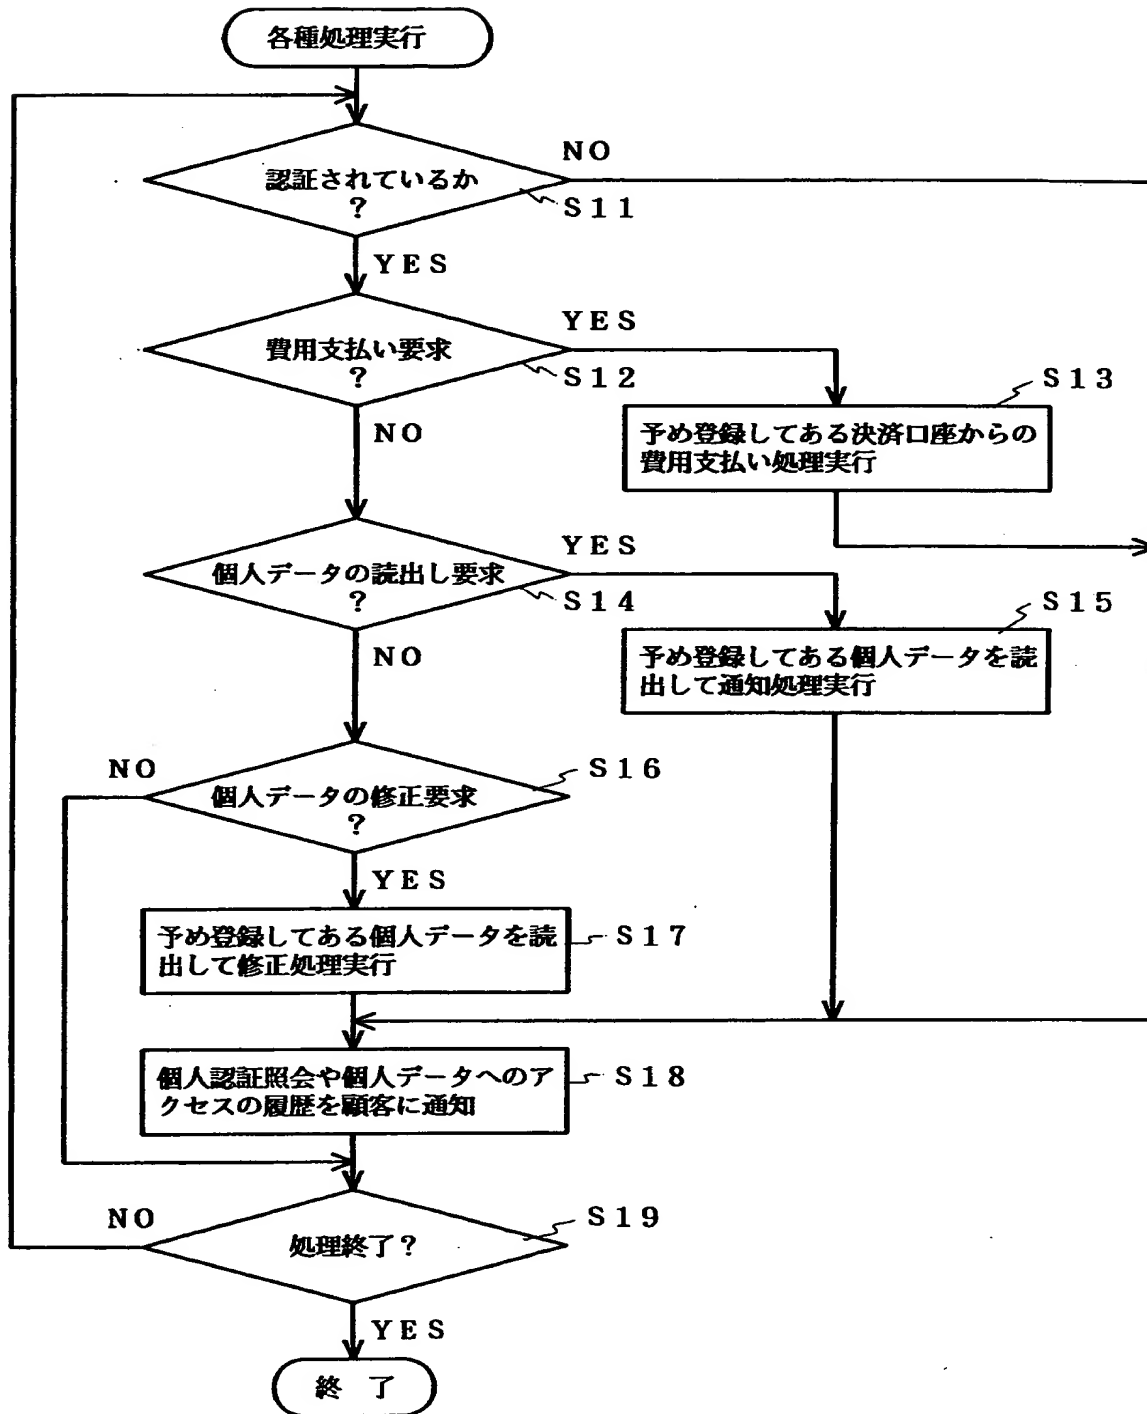 各種処理実行
NO
認証されているか
?
S11
YES
YES
費用支払い要求
?
S12
S13
予め登録してある決済口座からの
費用支払い処理実行
NO
YES
個人データの読出し要求
?
S14
S15
予め登録してある個人データを読
出して通知処理実行
NO
NO
S16
個人データの修正要求
?
YES
予め登録してある個人データを読
出して修正処理実行
S17
個人認証照会や個人データへのア
クセスの履歴を顧客に通知
S18
NO
S19
処理終了?
YES
終 了